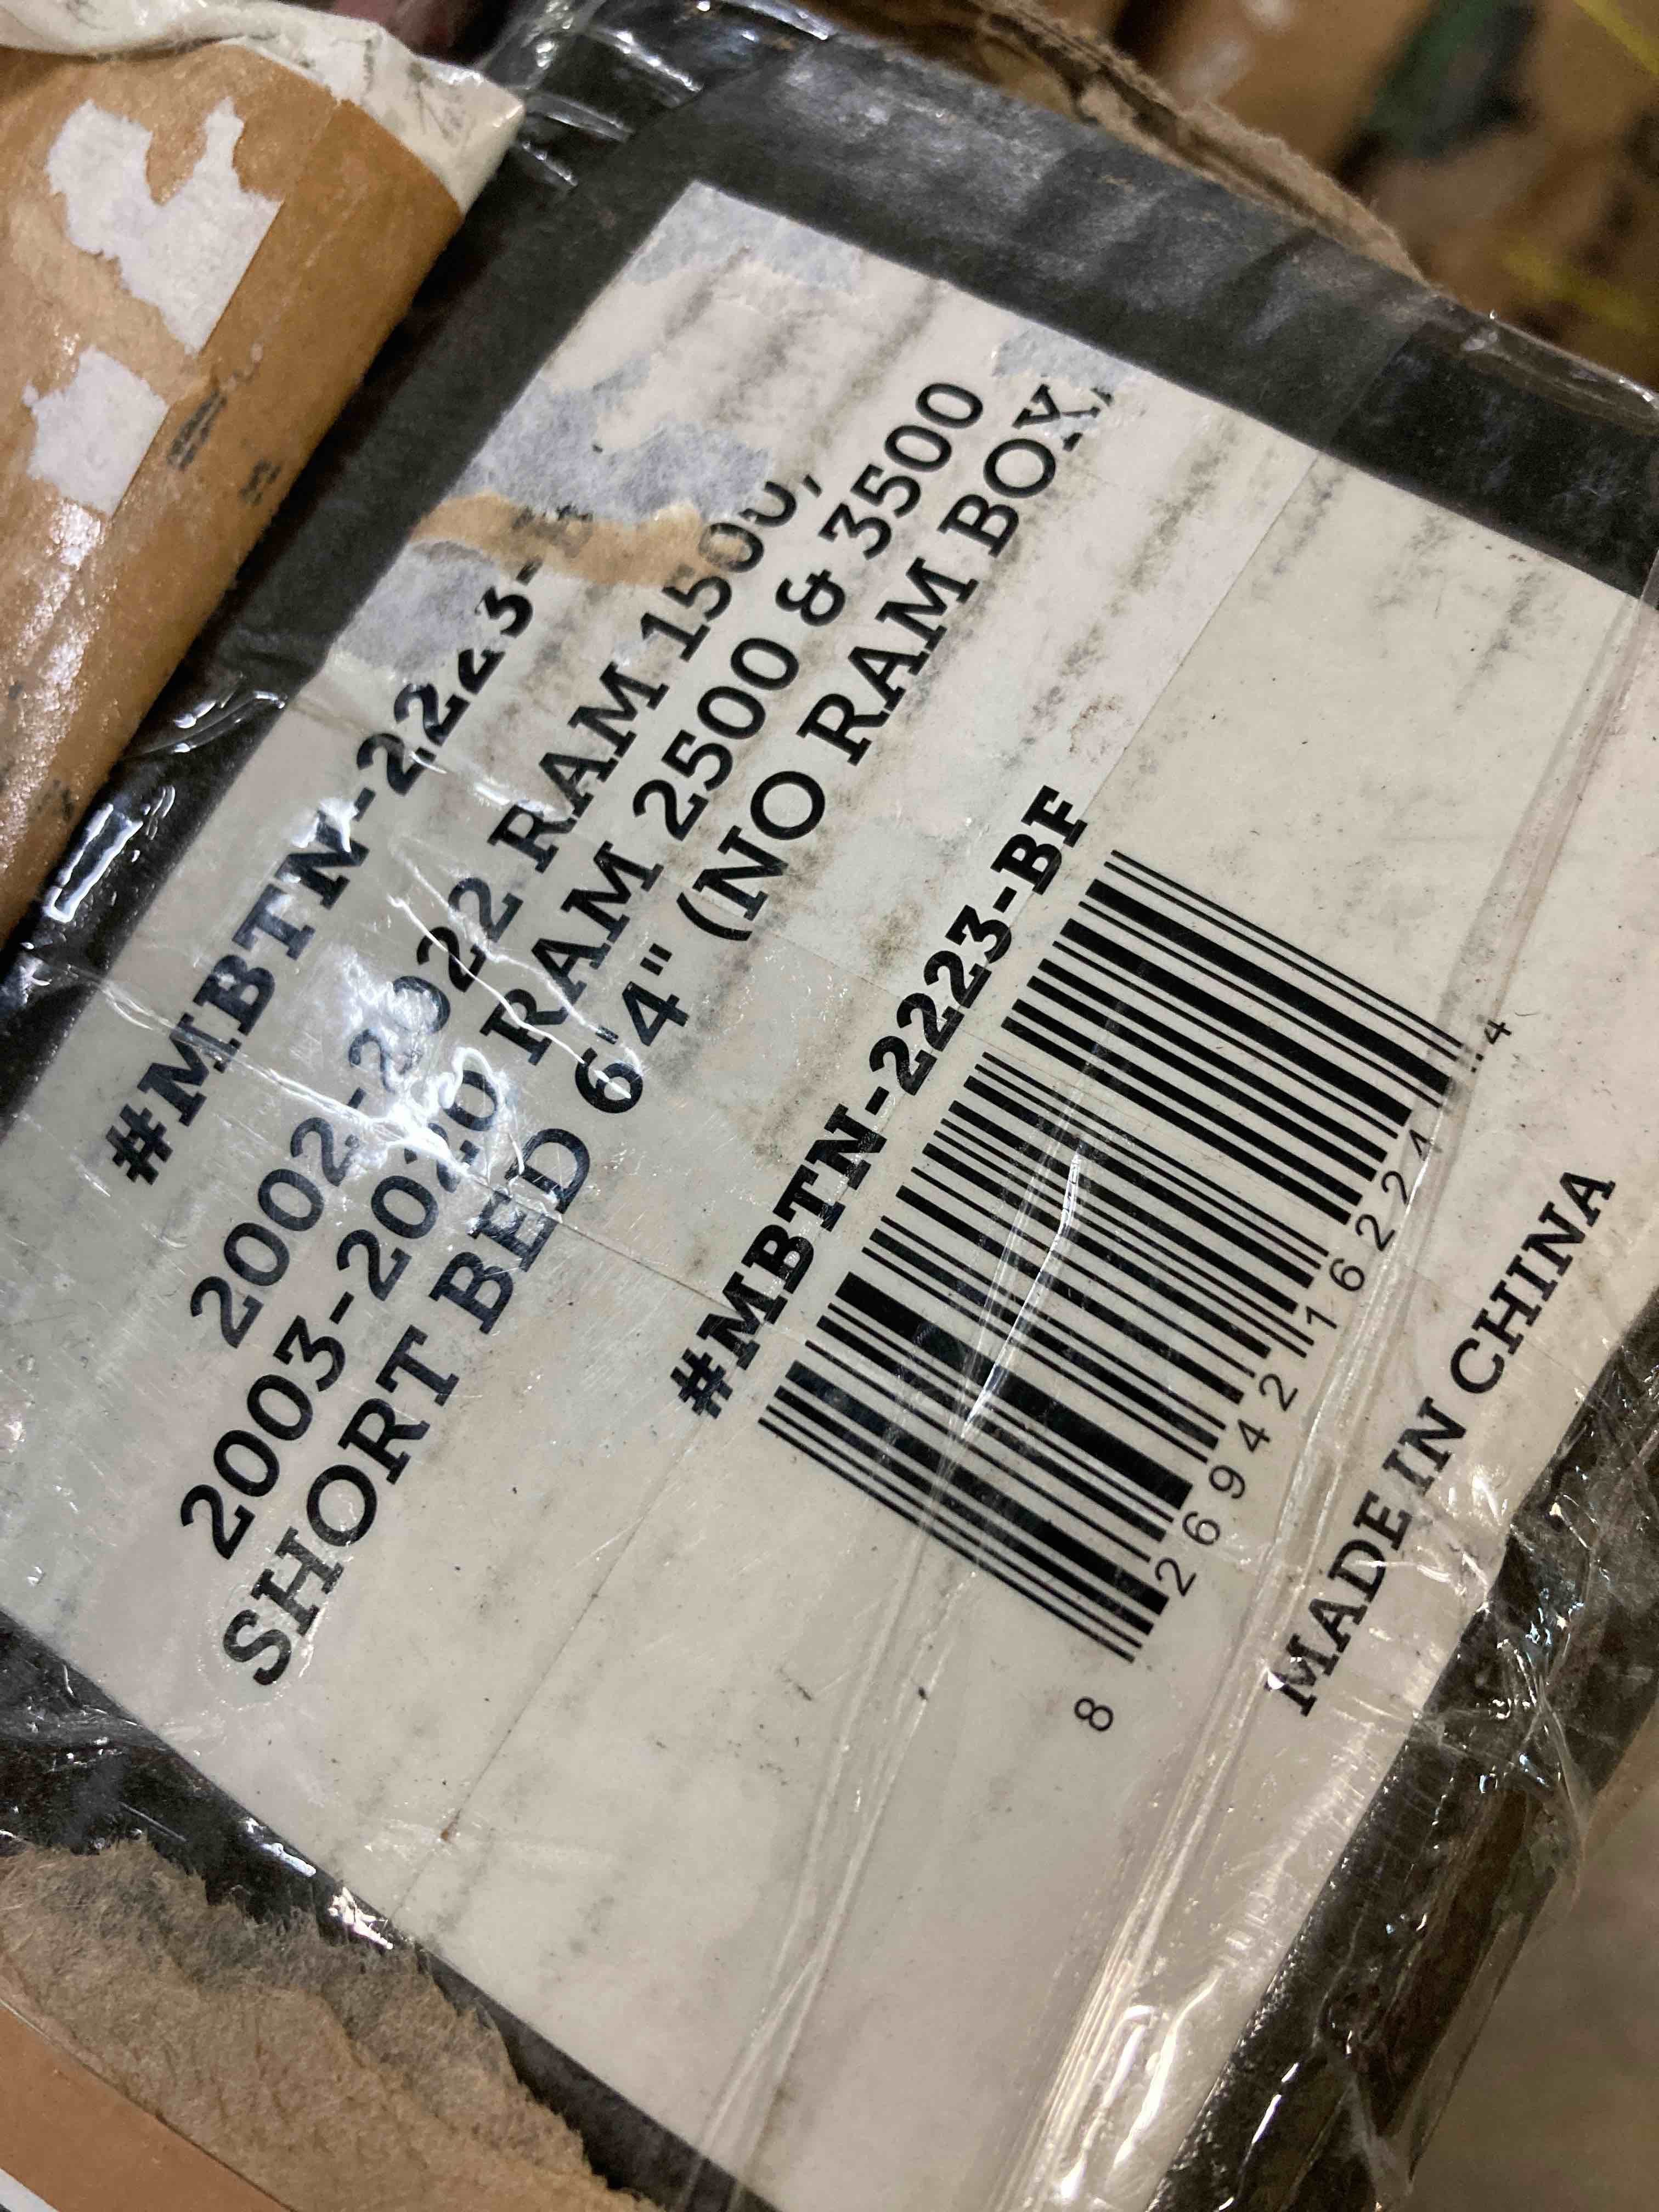 #MBTN-2223-
2002-2022 RAM 1500,
2003-2020 RAM 2500 & 3500
SHORT BED 6'4" (NO RAM BOX)
#MBTN-2223-BF
8 26942 16224 4
MADE IN CHINA